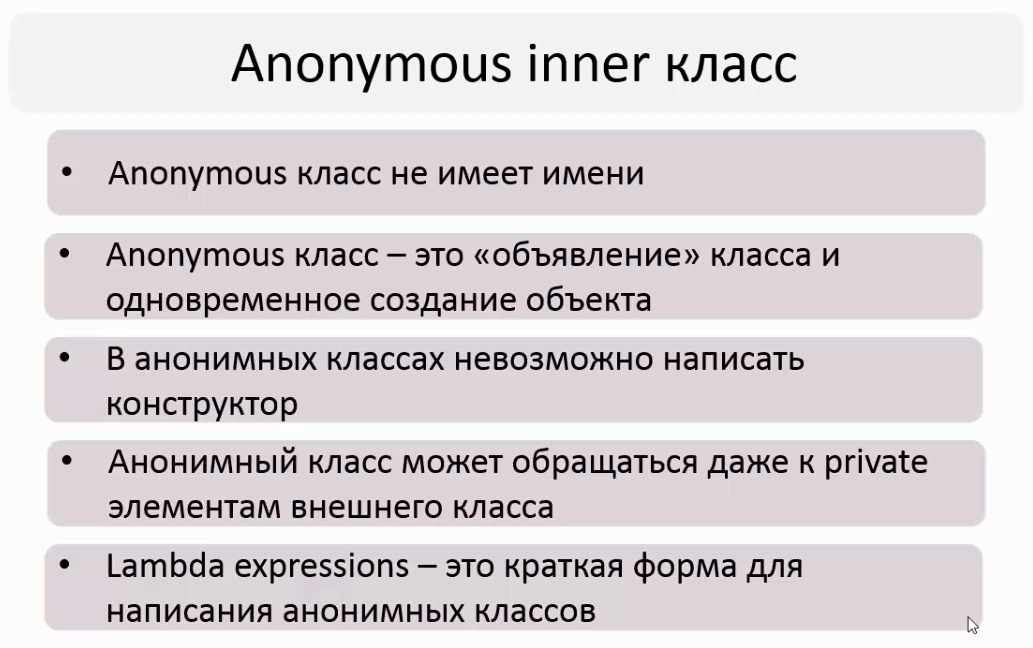 Anonymous inner класс
• Anonymous класс не имеет имени
• Anonymous класс – это «объявление» класса и
одновременное создание объекта
• В анонимных классах невозможно написать
конструктор
• Анонимный класс может обращаться даже к private
элементам внешнего класса
• Lambda expressions – это краткая форма для
написания анонимных классов